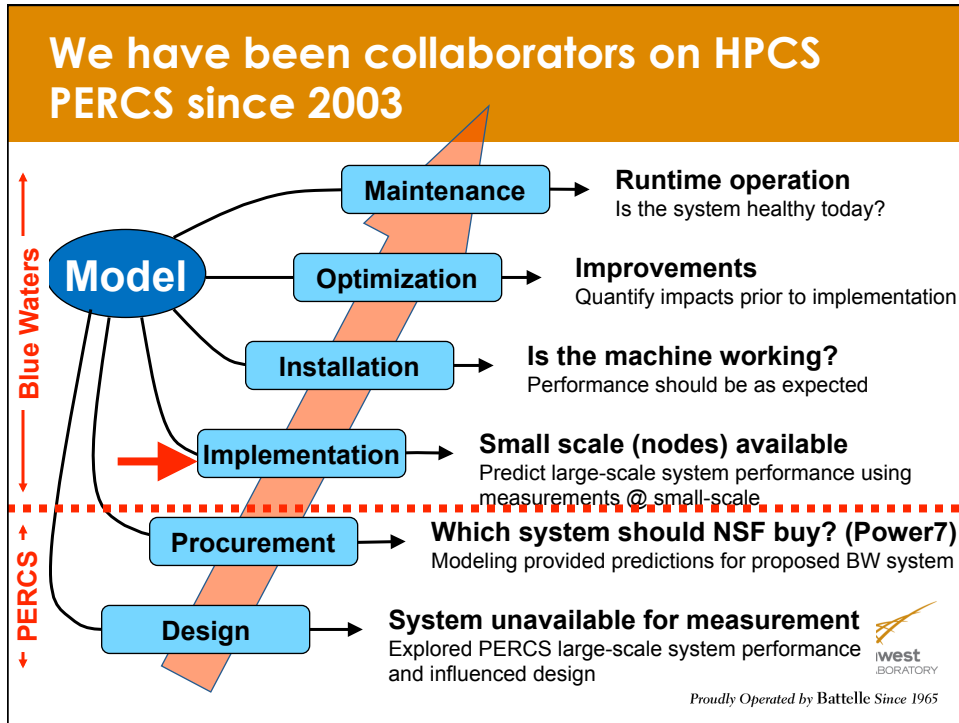 We have been collaborators on HPCS
PERCS since 2003
Blue Waters
PERCS
Model
Maintenance
Runtime operation
Is the system healthy today?
Optimization
Improvements
Quantify impacts prior to implementation
Installation
Is the machine working?
Performance should be as expected
Implementation
Small scale (nodes) available
Predict large-scale system performance using
measurements @ small-scale
Procurement
Which system should NSF buy? (Power7)
Modeling provided predictions for proposed BW system
Design
System unavailable for measurement
Explored PERCS large-scale system performance
and influenced design
Proudly Operated by Battelle Since 1965